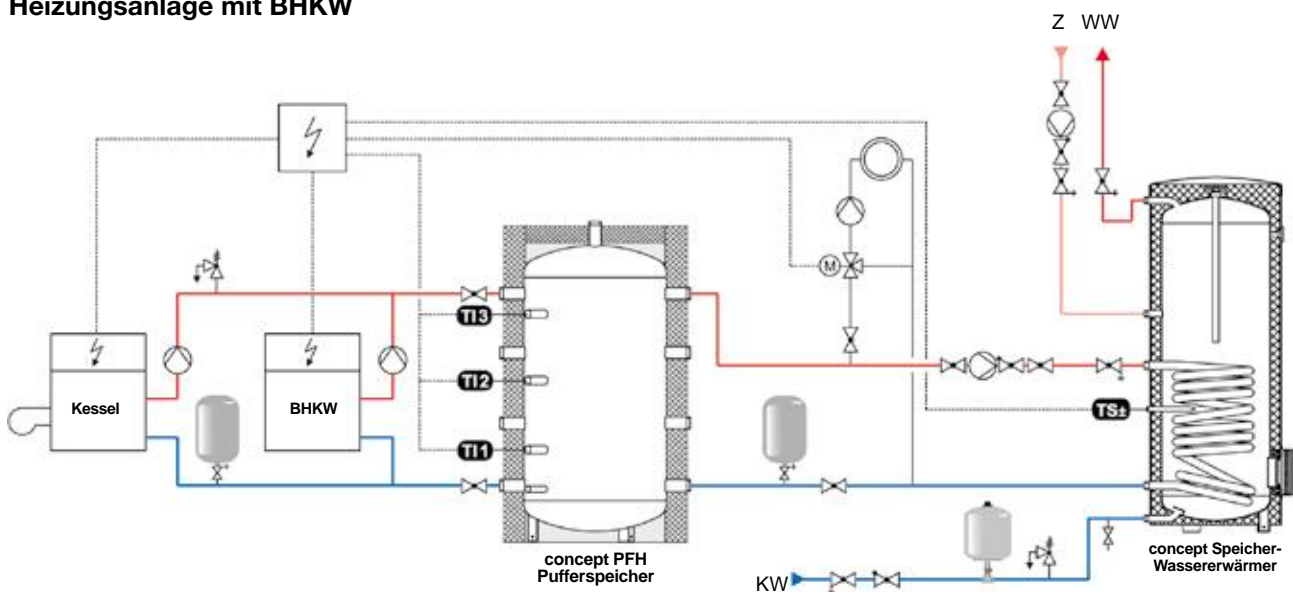 Heizungsanlage mit BHKW
Z WW
M
TI3
Kessel
BHKW
TI2
TS±
TI1
concept PFH
Pufferspeicher
concept Speicher-
Wassererwärmer
KW